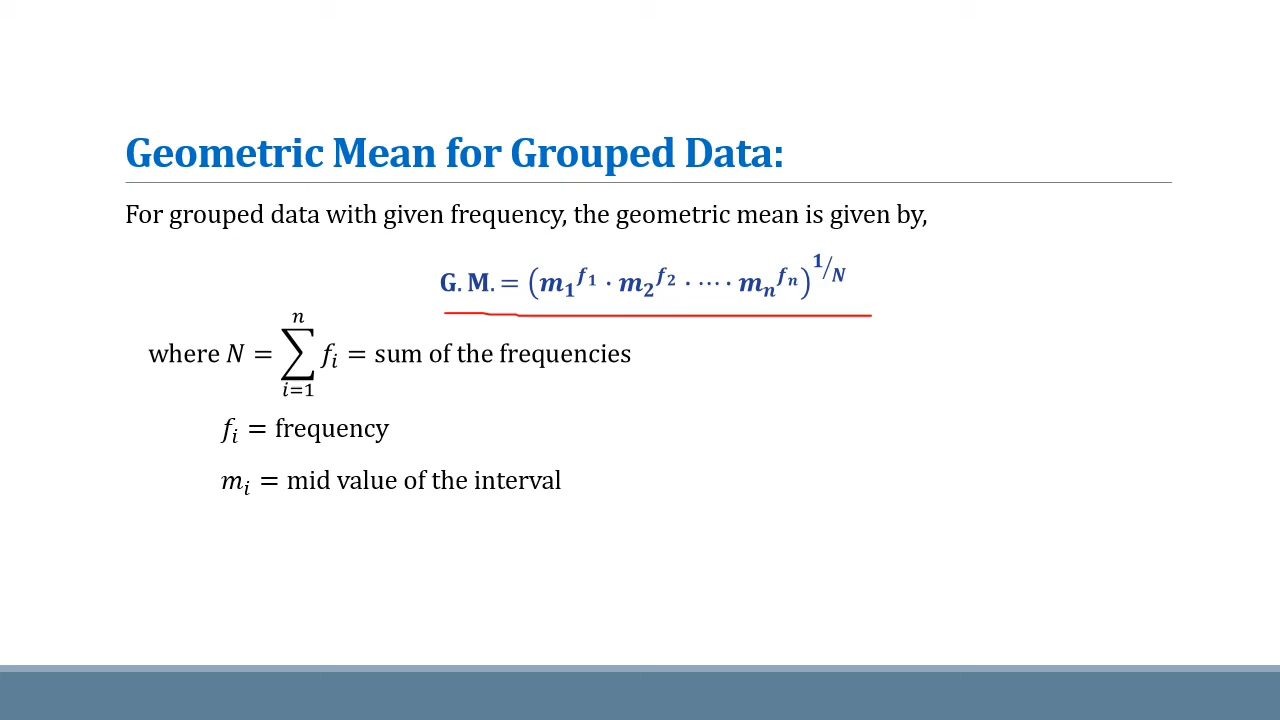 Geometric Mean for Grouped Data:
For grouped data with given frequency, the geometric mean is given by,
G. M. = (m₁^f₁ · m₂^f₂ · ⋯ · mₙ^fₙ)^1/N
where N = ∑_{i=1}^{n} fᵢ = sum of the frequencies
fᵢ = frequency
mᵢ = mid value of the interval